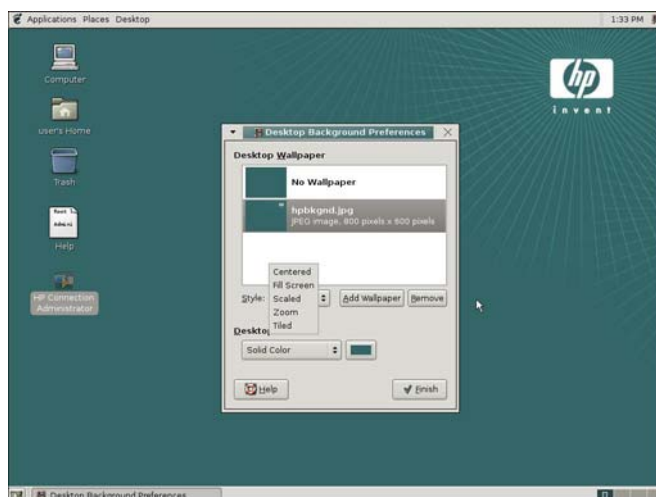 Applications Places Desktop
1:33 PM
Computer
user's Home
Trash
Help
HP Connection
Administrator
hp
invent
Desktop Background Preferences
Desktop Wallpaper
No Wallpaper
hpbkgnd.jpg
JPEG image, 800 pixels x 600 pixels
Centered
Fill Screen
Style: Scaled Add Wallpaper Remove
Zoom
Tiled
Solid Color
Help Finish
Desktop Background Preferences